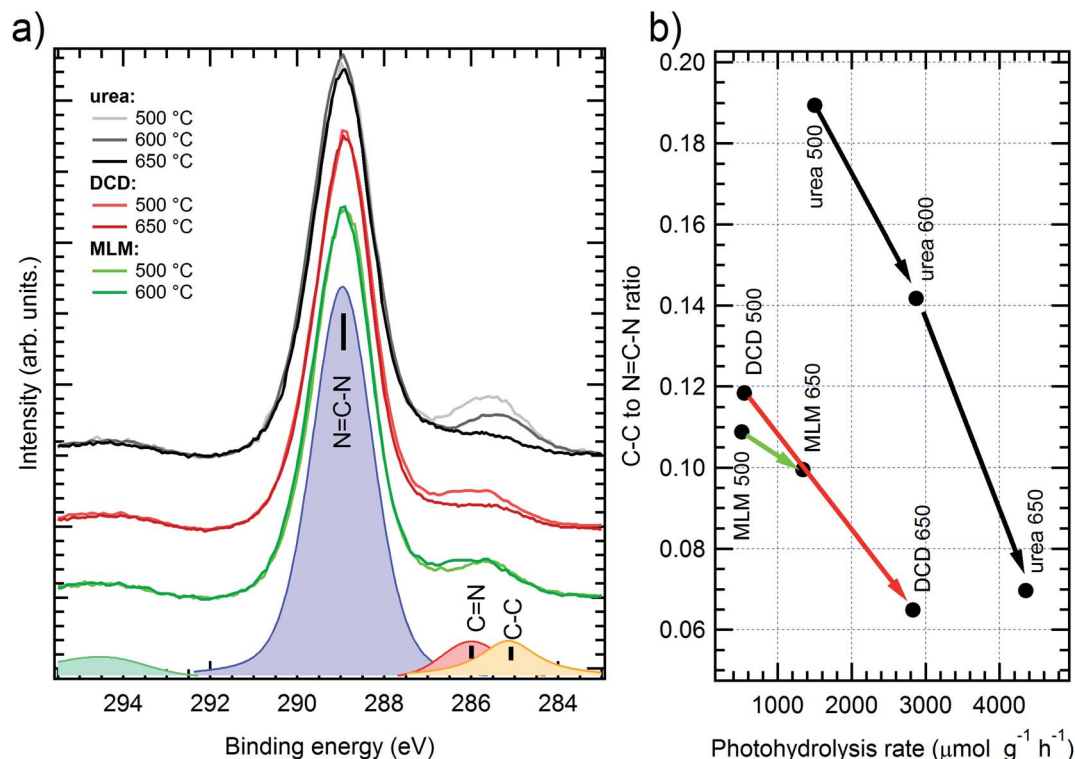 a)
urea:
500 °C
600 °C
650 °C
DCD:
500 °C
650 °C
MLM:
500 °C
600 °C
N=C-N
C=N
C-C
Intensity (arb. units.)
294
292
290
288
286
284
Binding energy (eV)
b)
0.20
0.18
0.16
0.14
0.12
0.10
0.08
0.06
C-C to N=C-N ratio
urea 500
urea 600
urea 650
DCD 500
MLM 650
MLM 500
DCD 650
1000
2000
3000
4000
Photohydrolysis rate (μmol g⁻¹ h⁻¹)